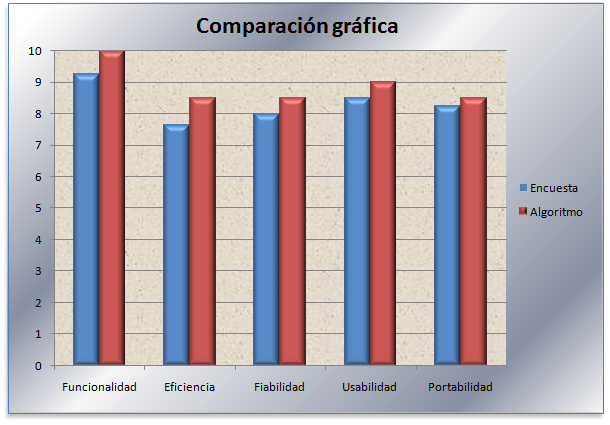 Comparación gráfica
10
9
8
7
6
5
4
3
2
1
0
Funcionalidad Eficiencia Fiabilidad Usabilidad Portabilidad
Encuesta
Algoritmo